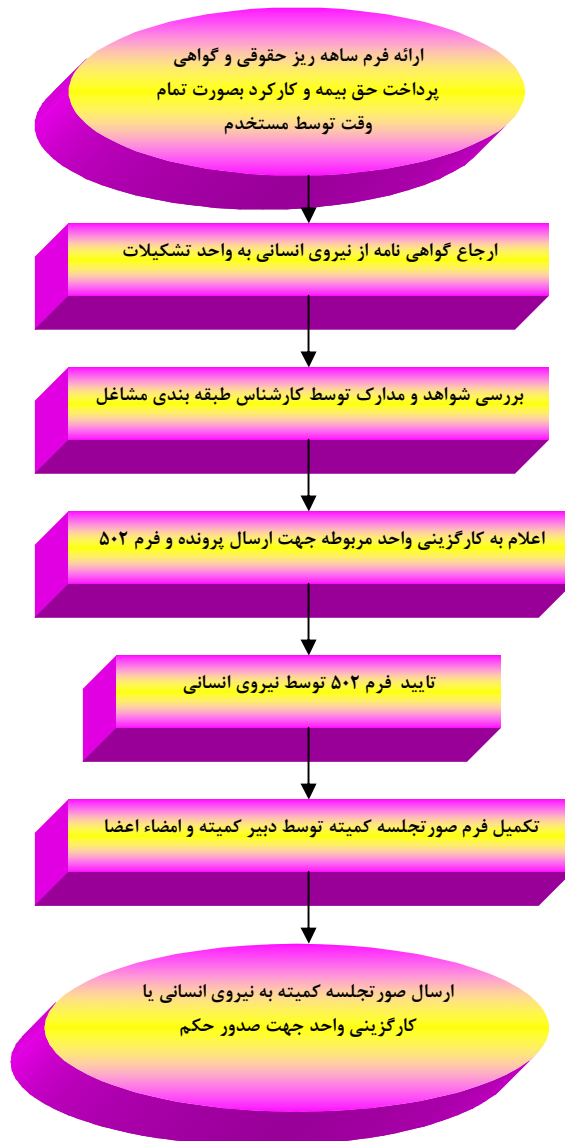 ارائه فرم ساهه ریز حقوقی و گواهی
پرداخت حق بیمه و کارکرد بصورت تمام
وقت توسط مستخدم
ارجاع گواهی نامه از نیروی انسانی به واحد تشکیلات
بررسی شواهد و مدارک توسط کارشناس طبقه بندی مشاغل
اعلام به کارگزینی واحد مربوطه جهت ارسال پرونده و فرم ۵۰۲
تایید فرم ۵۰۲ توسط نیروی انسانی
تکمیل فرم صورتجلسه کمیته توسط دبیر کمیته و امضاء اعضا
ارسال صورتجلسه کمیته به نیروی انسانی یا
کارگزینی واحد جهت صدور حکم